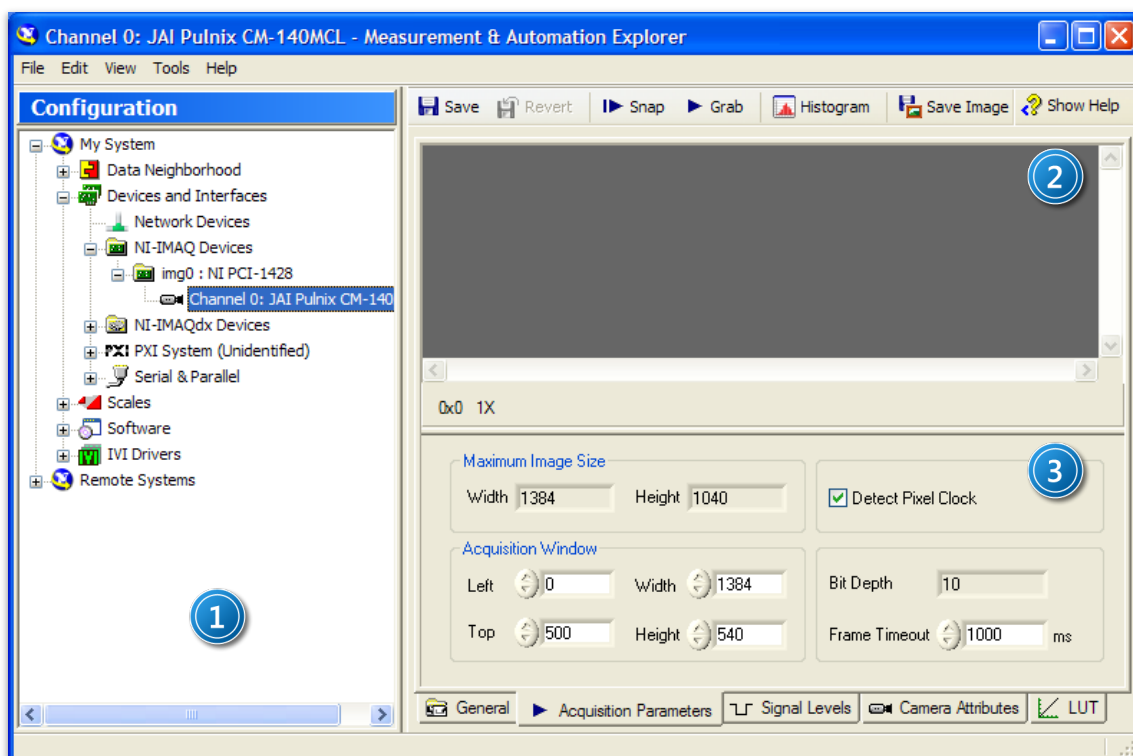 Channel 0: JAI Pulnix CM-140MCL - Measurement & Automation Explorer
File Edit View Tools Help
Configuration
My System
Data Neighborhood
Devices and Interfaces
Network Devices
NI-IMAQ Devices
img0 : NI PCI-1428
Channel 0: JAI Pulnix CM-140
NI-IMAQdx Devices
PXI PXI System (Unidentified)
Serial & Parallel
Scales
Software
IVI IVI Drivers
Remote Systems
1
Save Revert Snap Grab Histogram Save Image Show Help
2
0x0 1X
3
Maximum Image Size
Width 1384 Height 1040
Detect Pixel Clock
Acquisition Window
Left 0 Width 1384
Top 500 Height 540
Bit Depth 10
Frame Timeout 1000 ms
General Acquisition Parameters Signal Levels Camera Attributes LUT